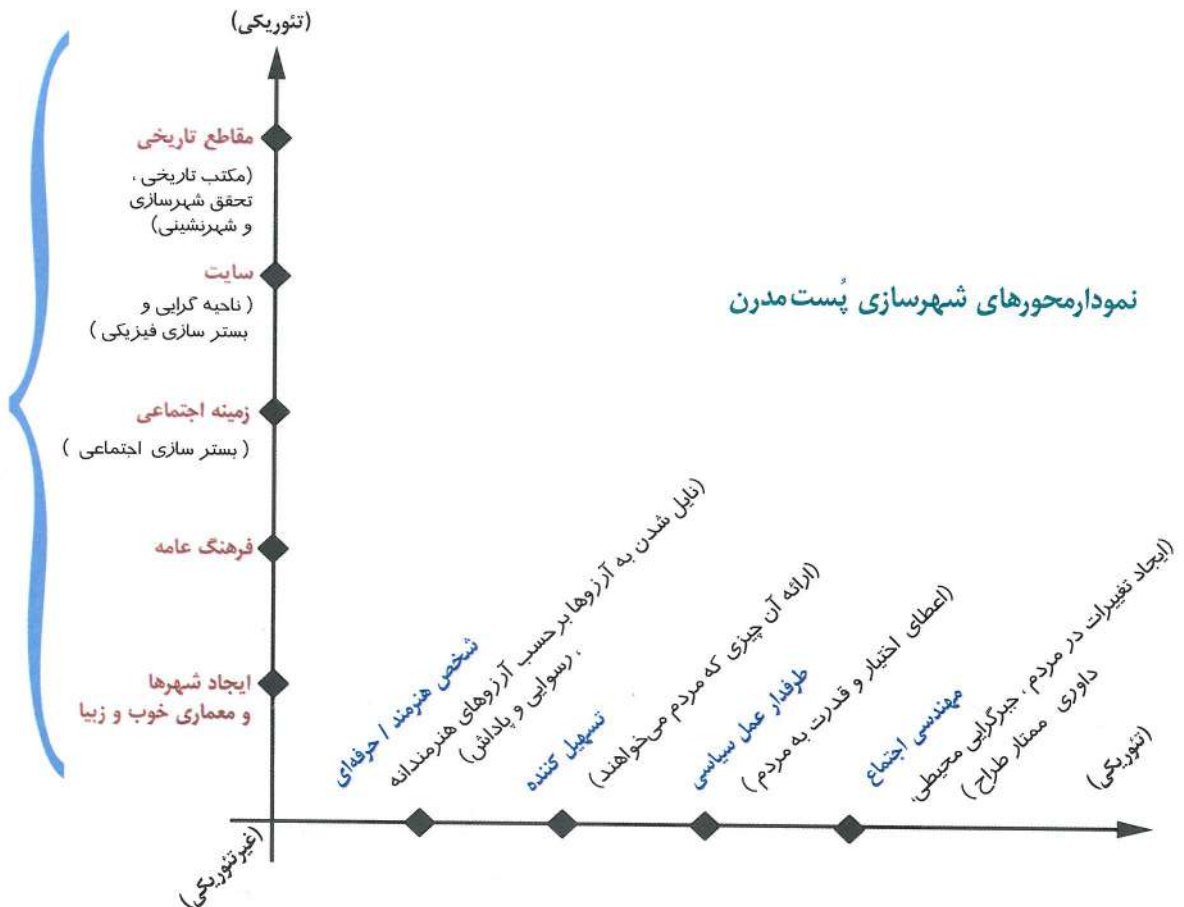 (تئوریکی)
مقاطع تاریخی
(مکتب تاریخی ،
تحقق شهرسازی
و شهرنشینی)
سایت
( ناحیه گرایی و
بستر سازی فیزیکی )
زمینه اجتماعی
( بستر سازی اجتماعی )
فرهنگ عامه
ایجاد شهرها
و معماری خوب و زیبا
نمودارمحورهای شهرسازی پُست مدرن
شخص هنرمند / حرفه‌ای
(نایل شدن به آرزوها برحسب آرزوهای هنرمندانه
، رسوایی و پاداش)
تسهیل کننده
(ارائه آن چیزی که مردم می‌خواهند)
طرفدار عمل سیاسی
(اعطای اختیار و قدرت به مردم )
مهندسی اجتماع
(ایجاد تغییرات در مردم ، جبرگرایی محیطی،
داوری ممتار طراح )
(تئوریکی)
(غیرتئوریکی)